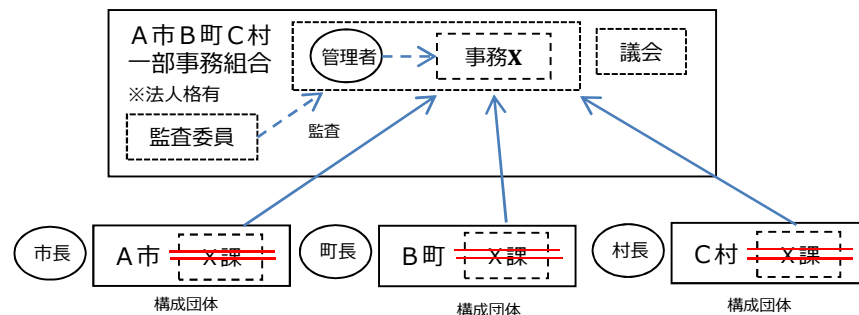 A市B町C村
一部事務組合
※法人格有
管理者
事務X
議会
監査委員
監査
市長
A市
X課
町長
B町
X課
村長
C村
X課
構成団体
構成団体
構成団体